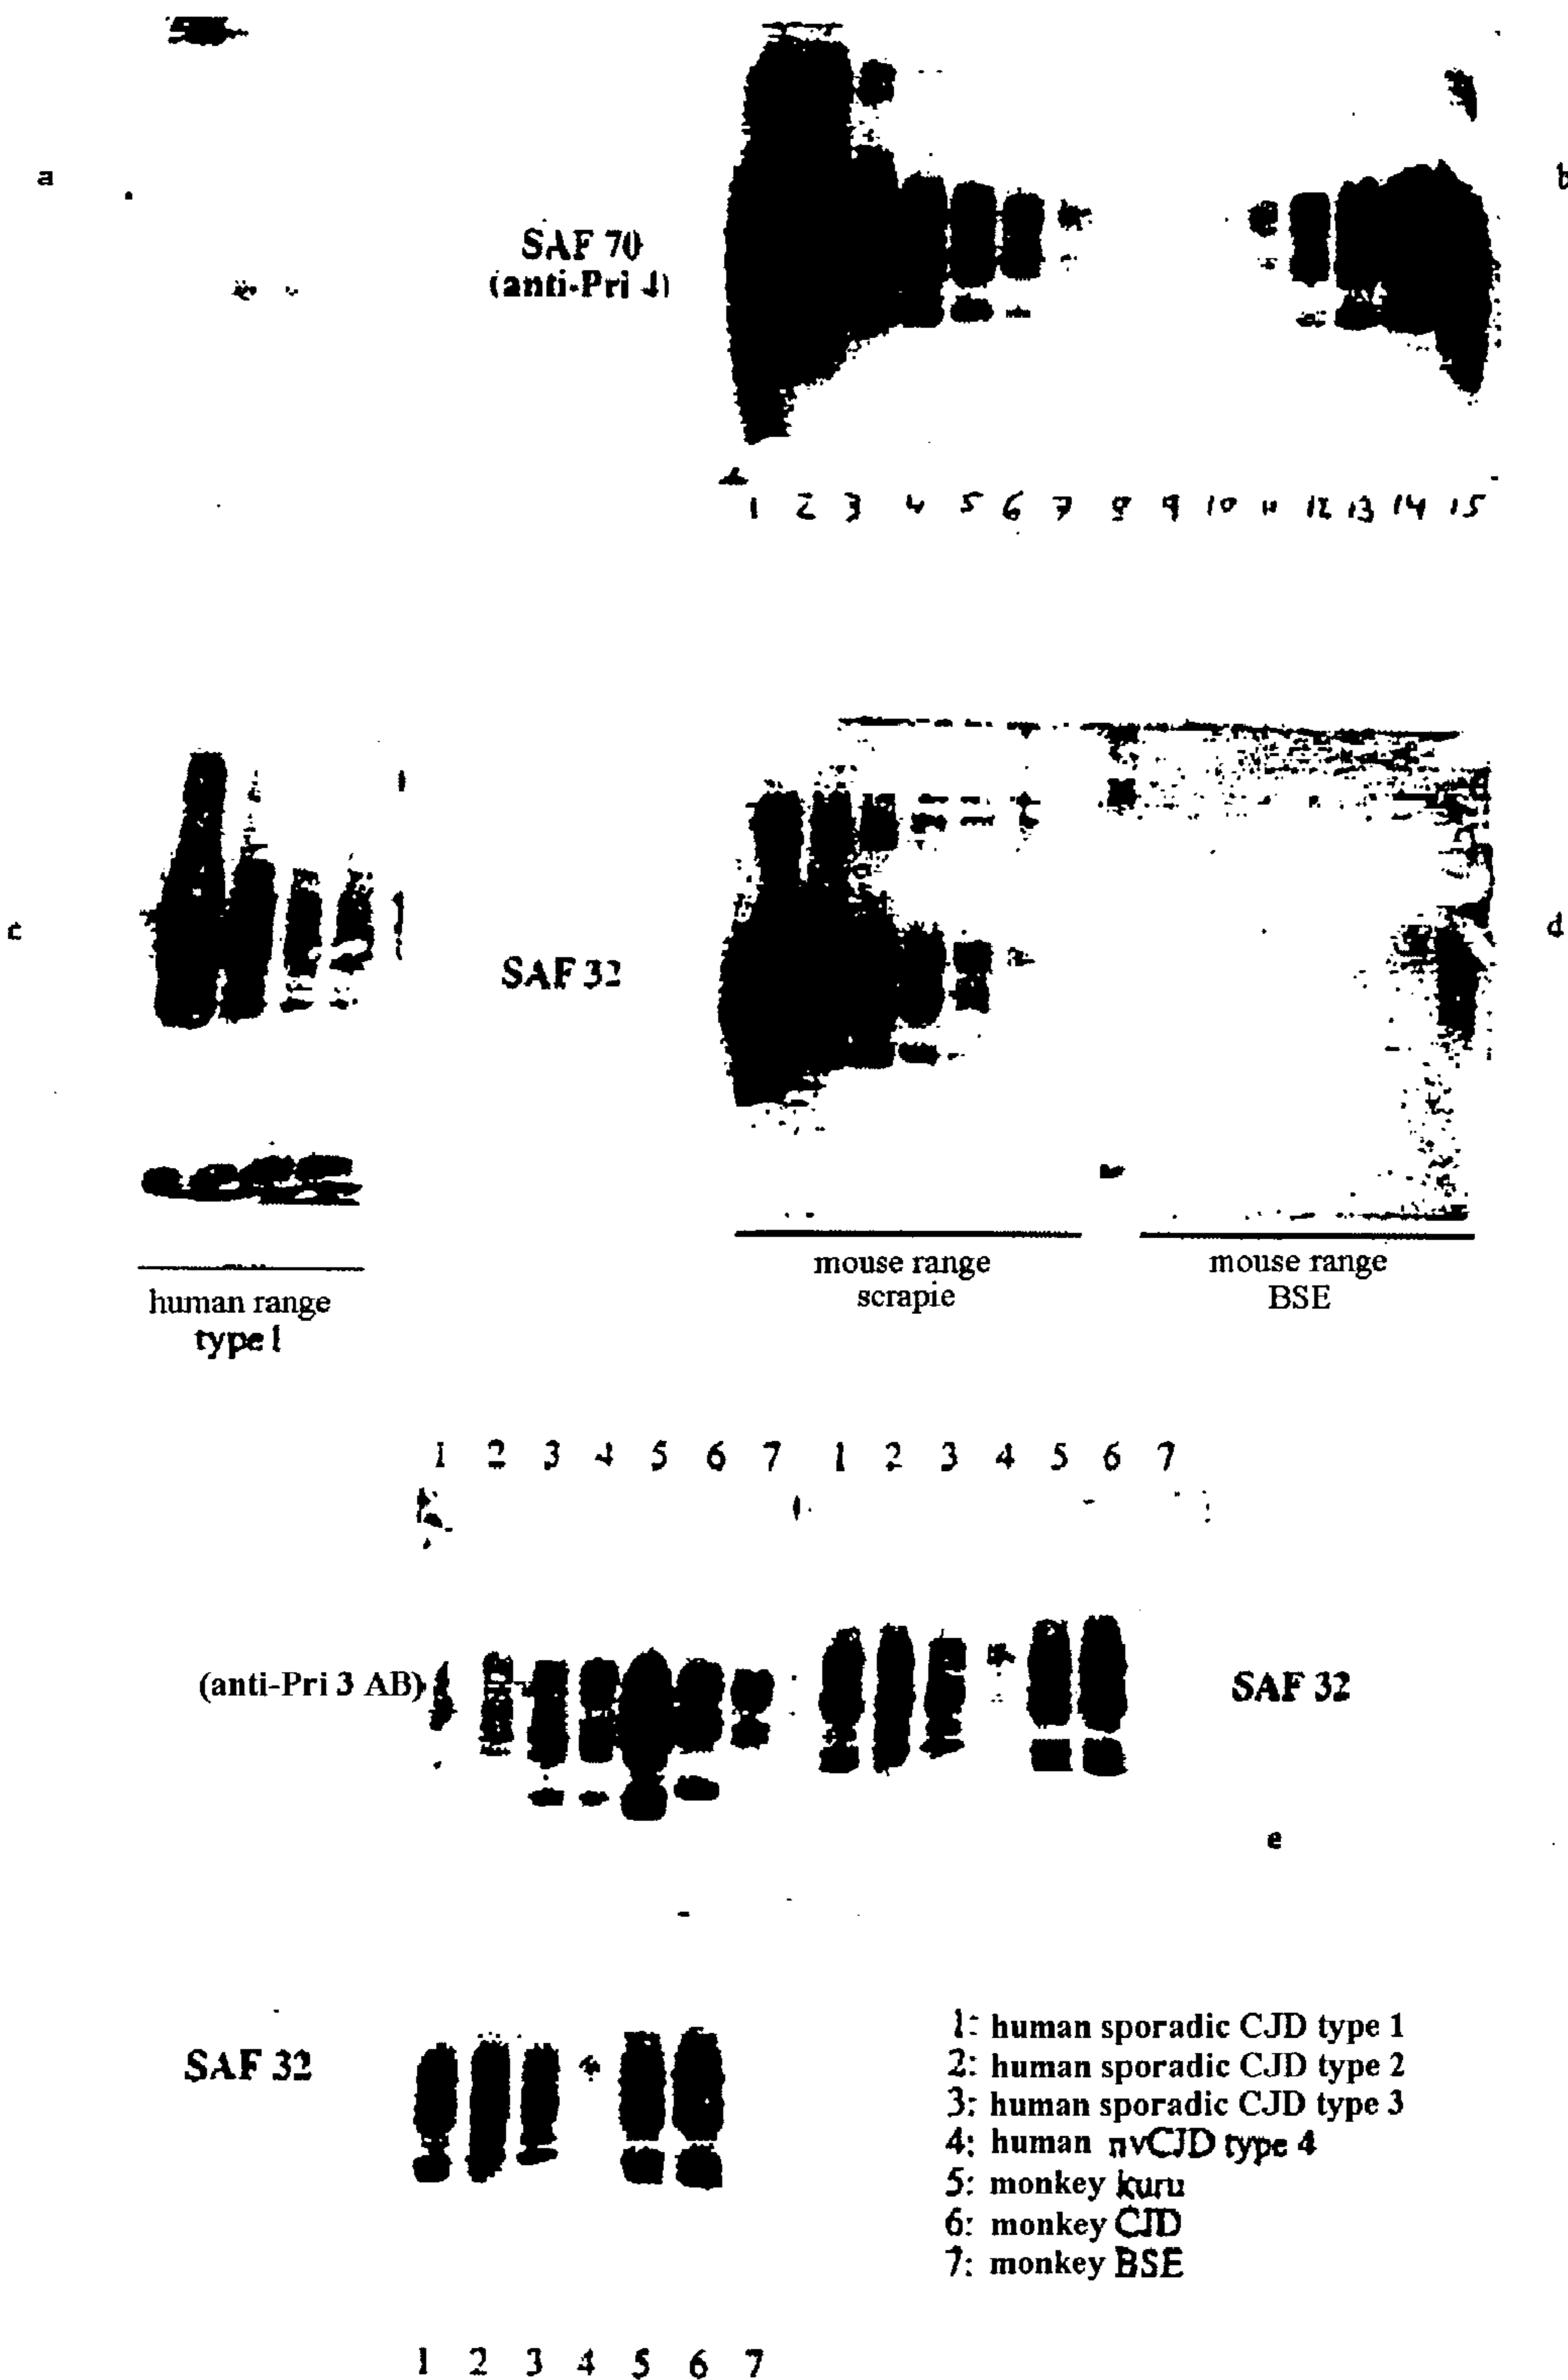 a
b
SAF 70
(anti-Pri 4)
1 2 3 4 5 6 7 8 9 10 11 12 13 14 15
c
d
SAF 32
mouse range
scrapie
mouse range
BSE
human range
type 1
1 2 3 4 5 6 7 1 2 3 4 5 6 7
(anti-Pri 3 AB)
SAF 32
e
SAF 32
1: human sporadic CJD type 1
2: human sporadic CJD type 2
3: human sporadic CJD type 3
4: human nvCJD type 4
5: monkey kuru
6: monkey CJD
7: monkey BSE
1 2 3 4 5 6 7